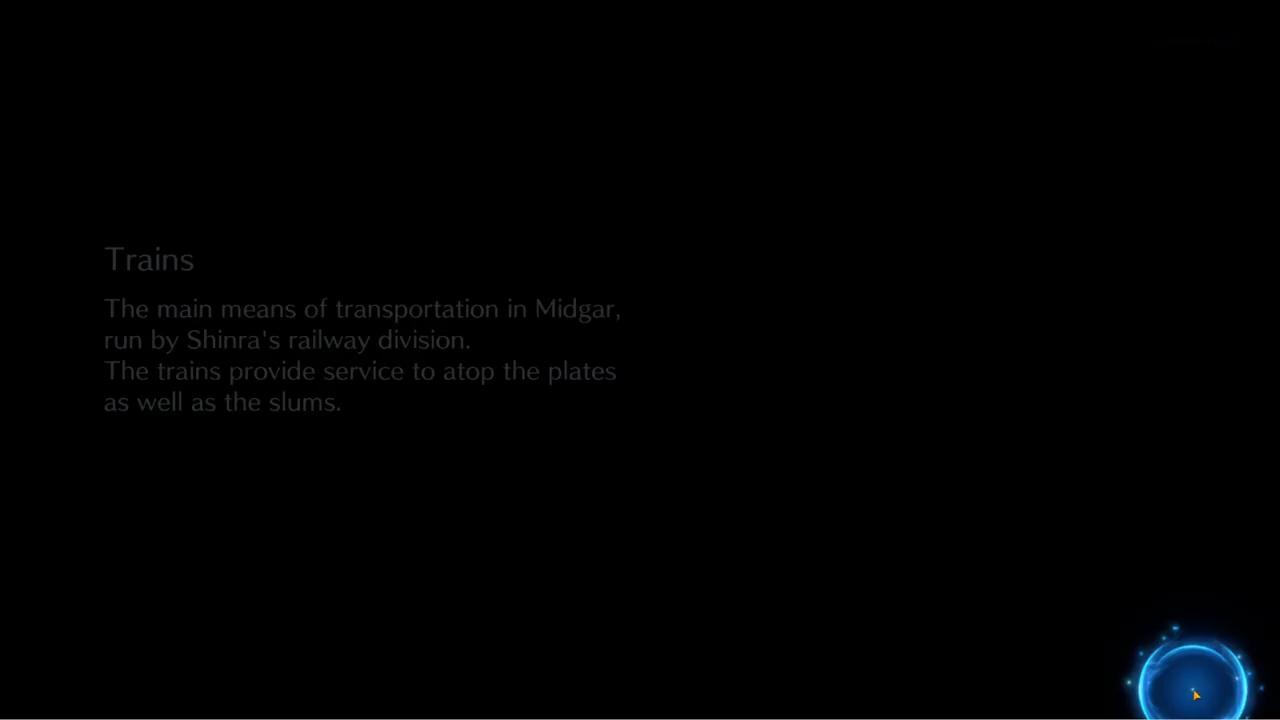 Trains
The main means of transportation in Midgar,
run by Shinra's railway division.
The trains provide service to atop the plates
as well as the slums.